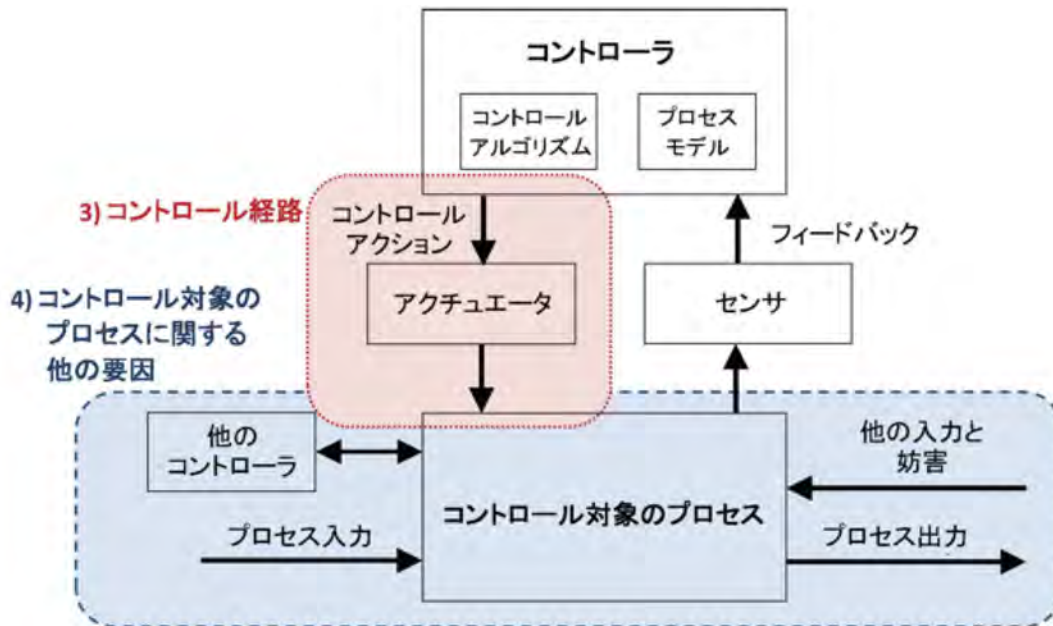 コントローラ
コントロール
アルゴリズム
プロセス
モデル
3) コントロール経路
コントロール
アクション
フィードバック
アクチュエータ
センサ
4) コントロール対象の
プロセスに関する
他の要因
他の
コントローラ
他の入力と
妨害
コントロール対象のプロセス
プロセス入力
プロセス出力